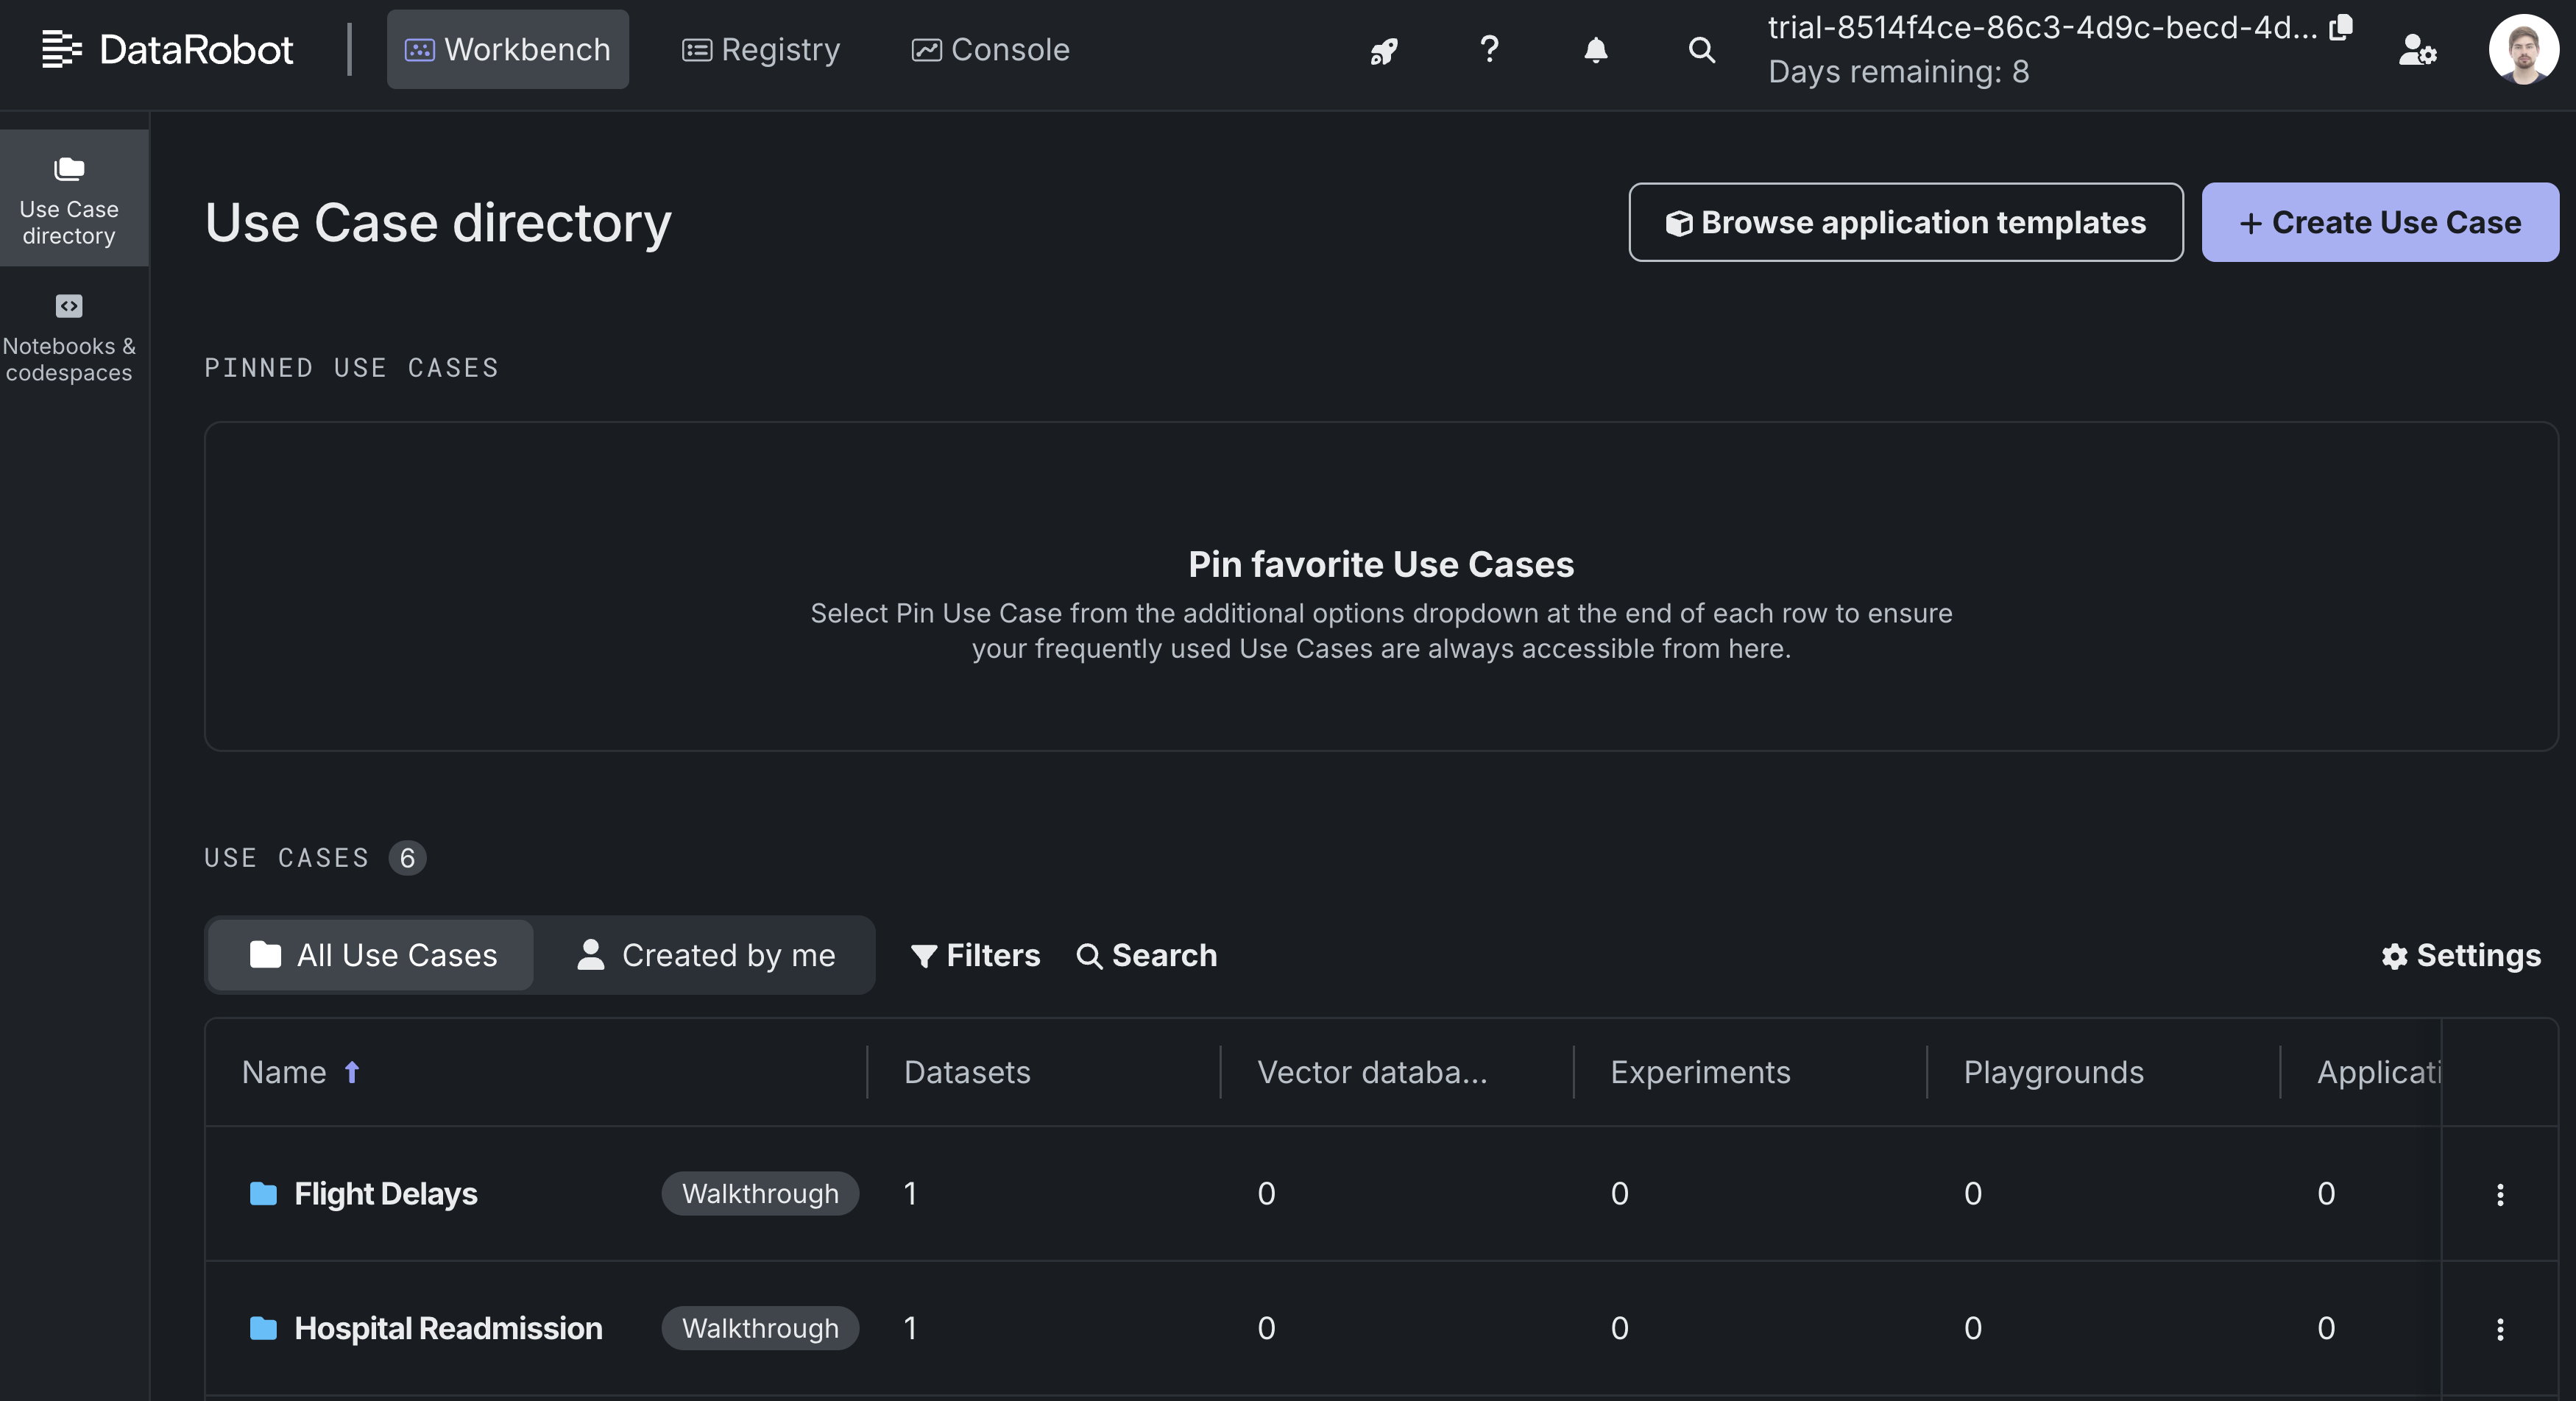 DataRobot
Workbench
Registry
Console
trial-8514f4ce-86c3-4d9c-becd-4d...
Days remaining: 8
Use Case
directory
Notebooks &
codespaces
Use Case directory
Browse application templates
+ Create Use Case
PINNED USE CASES
Pin favorite Use Cases
Select Pin Use Case from the additional options dropdown at the end of each row to ensure
your frequently used Use Cases are always accessible from here.
USE CASES 6
All Use Cases
Created by me
Filters
Search
Settings
Name Datasets Vector databa... Experiments Playgrounds Applicati
Flight Delays Walkthrough 1 0 0 0 0
Hospital Readmission Walkthrough 1 0 0 0 0